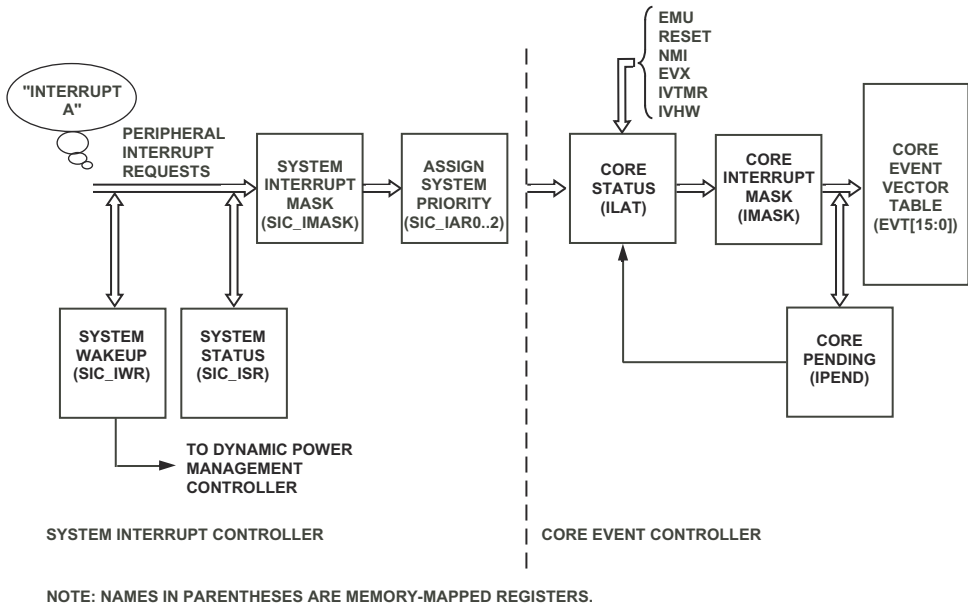 EMU
RESET
NMI
EVX
IVTMR
IVHW
"INTERRUPT
A"
PERIPHERAL
INTERRUPT
REQUESTS
SYSTEM
INTERRUPT
MASK
(SIC_IMASK)
ASSIGN
SYSTEM
PRIORITY
(SIC_IAR0..2)
CORE
STATUS
(ILAT)
CORE
INTERRUPT
MASK
(IMASK)
CORE
EVENT
VECTOR
TABLE
(EVT[15:0])
SYSTEM
WAKEUP
(SIC_IWR)
SYSTEM
STATUS
(SIC_ISR)
CORE
PENDING
(IPEND)
TO DYNAMIC POWER
MANAGEMENT
CONTROLLER
SYSTEM INTERRUPT CONTROLLER
CORE EVENT CONTROLLER
NOTE: NAMES IN PARENTHESES ARE MEMORY-MAPPED REGISTERS.